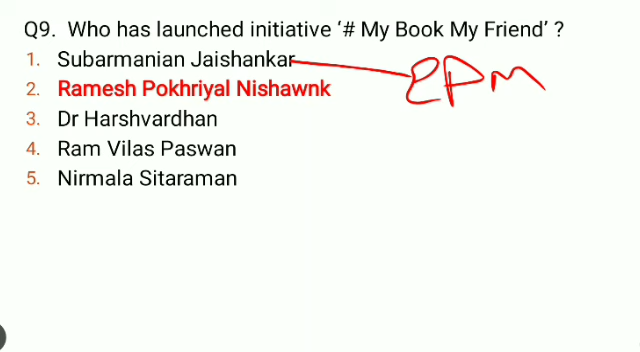 Q9. Who has launched initiative ‘# My Book My Friend’ ?
1. Subarmanian Jaishankar EAM
2. Ramesh Pokhriyal Nishawnk
3. Dr Harshvardhan
4. Ram Vilas Paswan
5. Nirmala Sitaraman